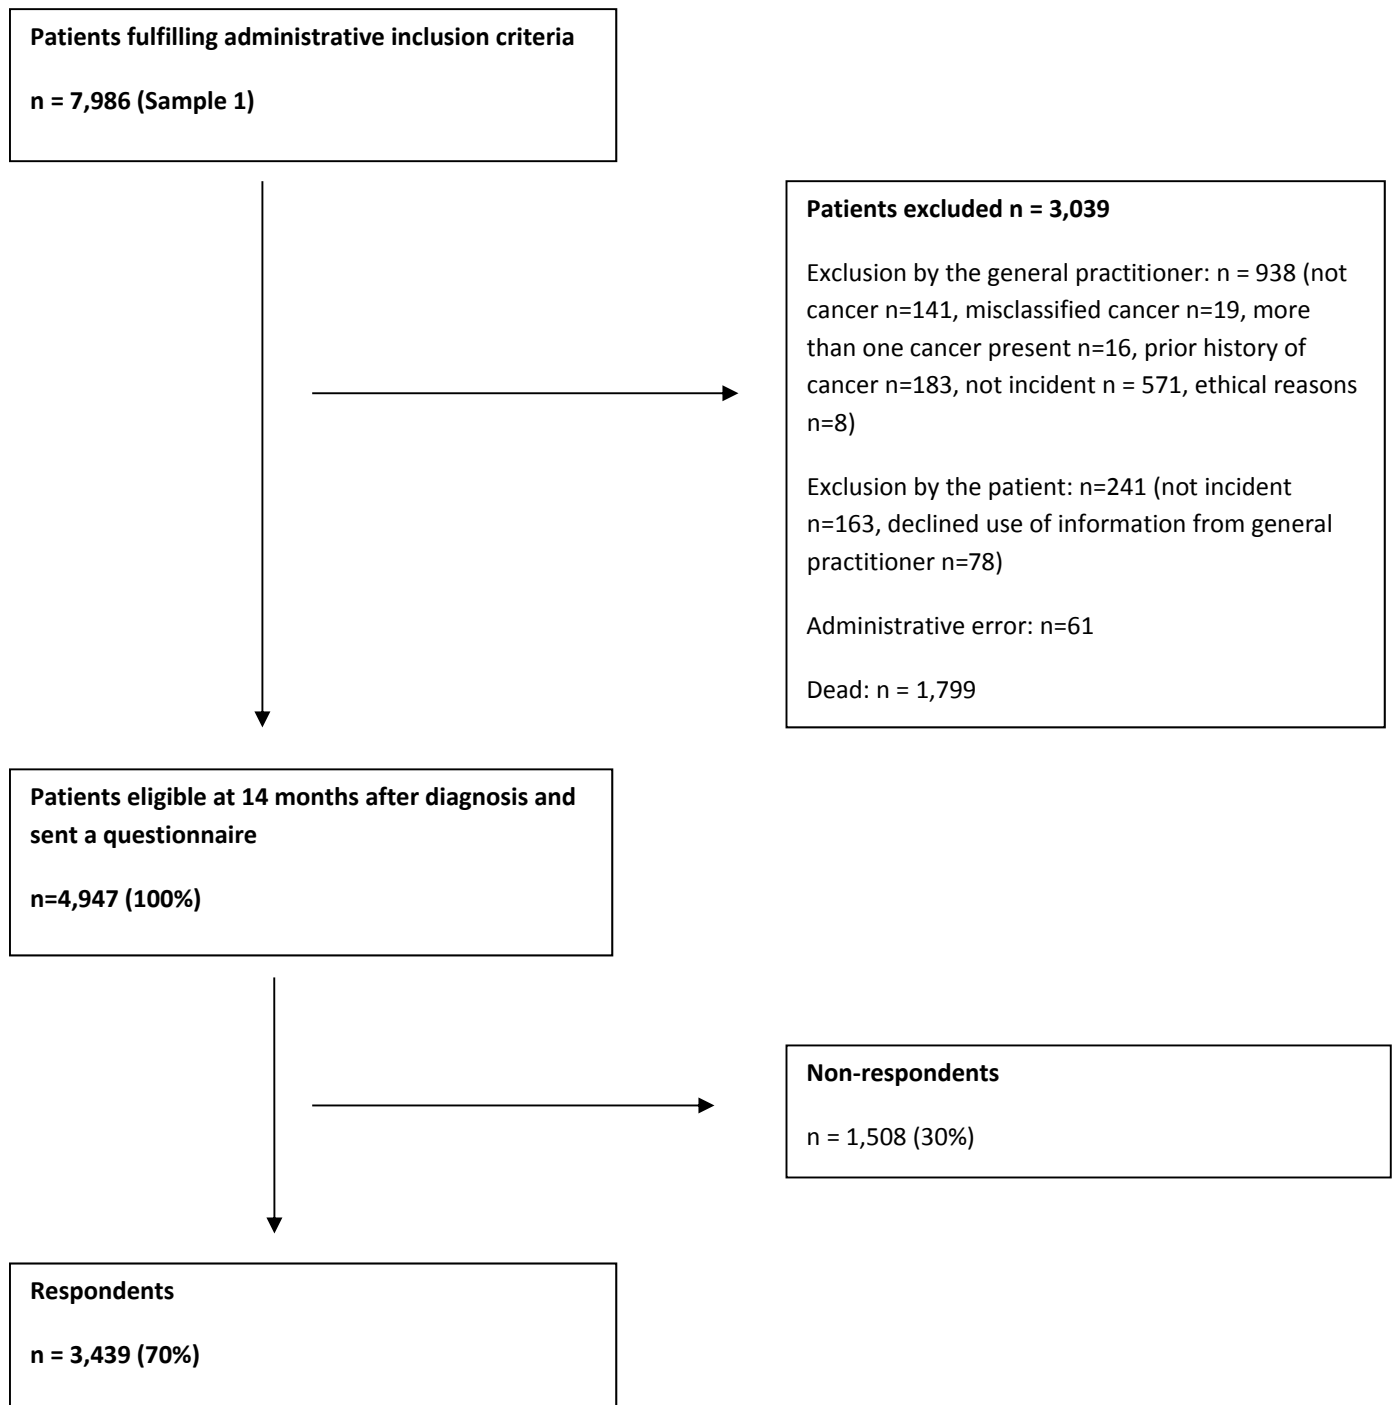 Patients fulfilling administrative inclusion criteria
n = 7,986 (Sample 1)
Patients excluded n = 3,039
Exclusion by the general practitioner: n = 938 (not
cancer n=141, misclassified cancer n=19, more
than one cancer present n=16, prior history of
cancer n=183, not incident n = 571, ethical reasons
n=8)
Exclusion by the patient: n=241 (not incident
n=163, declined use of information from general
practitioner n=78)
Administrative error: n=61
Dead: n = 1,799
Patients eligible at 14 months after diagnosis and
sent a questionnaire
n=4,947 (100%)
Non-respondents
n = 1,508 (30%)
Respondents
n = 3,439 (70%)